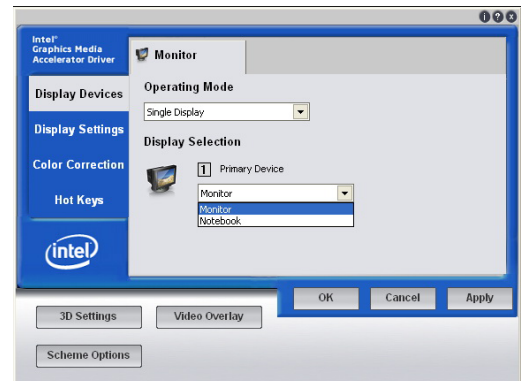 Intel®
Graphics Media
Accelerator Driver
Monitor
Display Devices
Display Settings
Color Correction
Hot Keys
intel
Operating Mode
Single Display
Display Selection
1 Primary Device
Monitor
Monitor
Notebook
OK Cancel Apply
3D Settings Video Overlay
Scheme Options